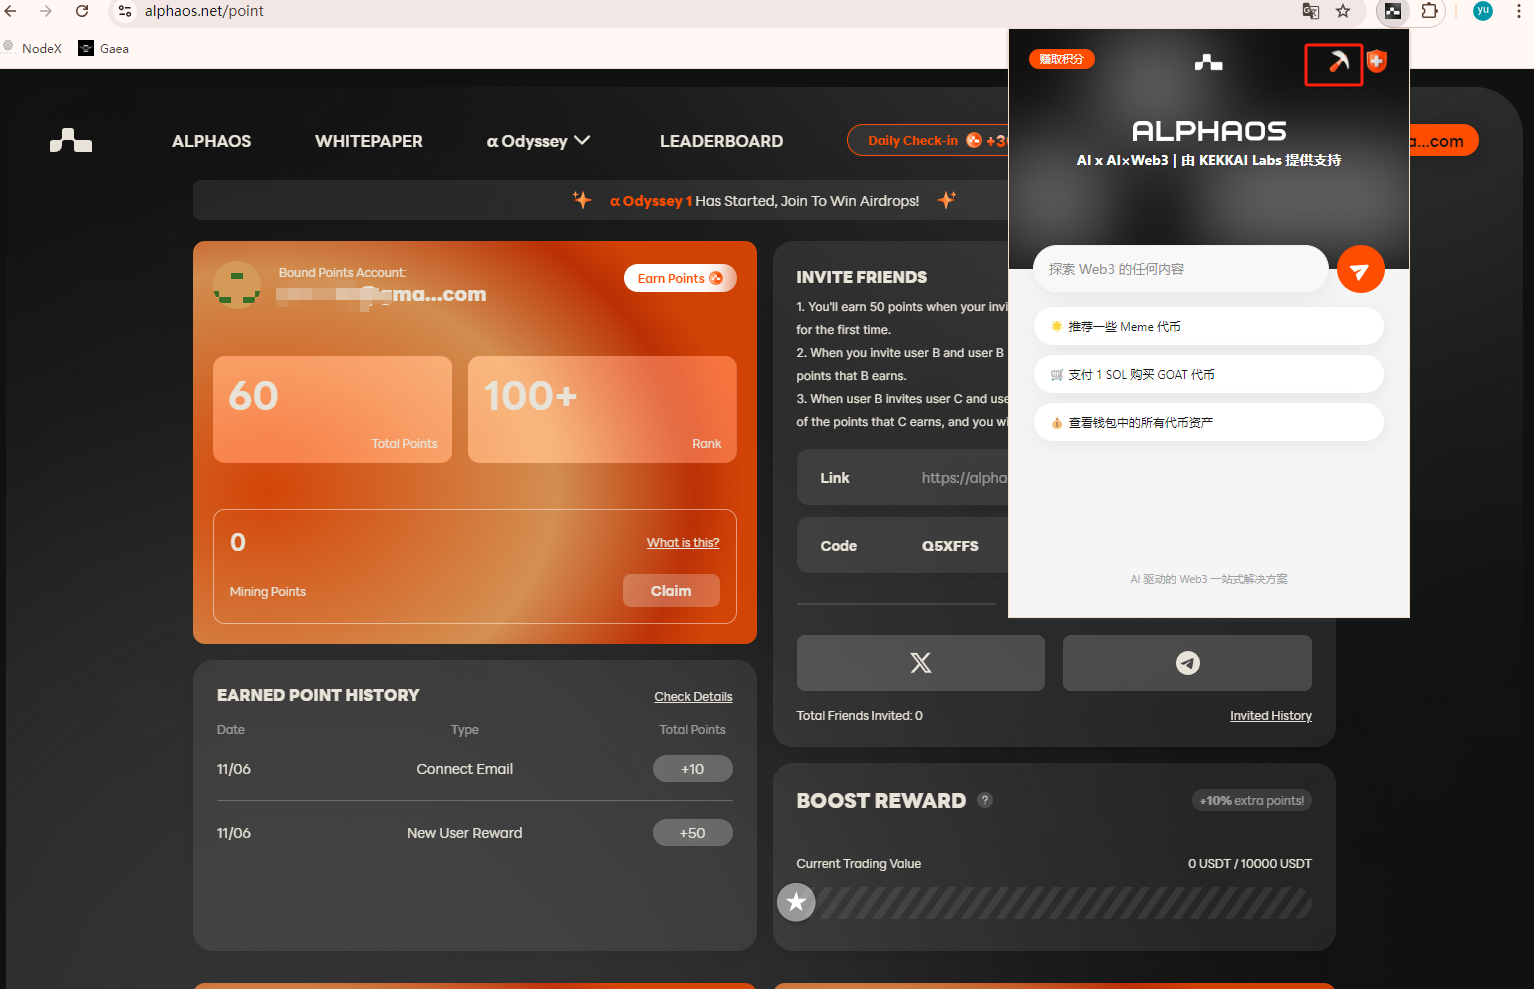 alphaos.net/point
yu
NodeX
Gaea
ALPHAOS
WHITEPAPER
α Odyssey
LEADERBOARD
Daily Check-in
a...com
α Odyssey 1 Has Started, Join To Win Airdrops!
Bound Points Account:
gma...com
Earn Points
60
Total Points
100+
Rank
0
What is this?
Mining Points
Claim
EARNED POINT HISTORY
Check Details
Date
Type
Total Points
11/06
Connect Email
+10
11/06
New User Reward
+50
INVITE FRIENDS
1. You'll earn 50 points when your invi
for the first time.
2. When you invite user B and user B
points that B earns.
3. When user B invites user C and use
of the points that C earns, and you wi
Link
https://alpha
Code
Q5XFFS
Total Friends Invited: 0
Invited History
BOOST REWARD
?
+10% extra points!
Current Trading Value
0 USDT / 10000 USDT
赚取积分
ALPHAOS
AI x AI×Web3 | 由 KEKKAI Labs 提供支持
探索 Web3 的任何内容
推荐一些 Meme 代币
支付 1 SOL 购买 GOAT 代币
查看钱包中的所有代币资产
AI 驱动的 Web3 一站式解决方案